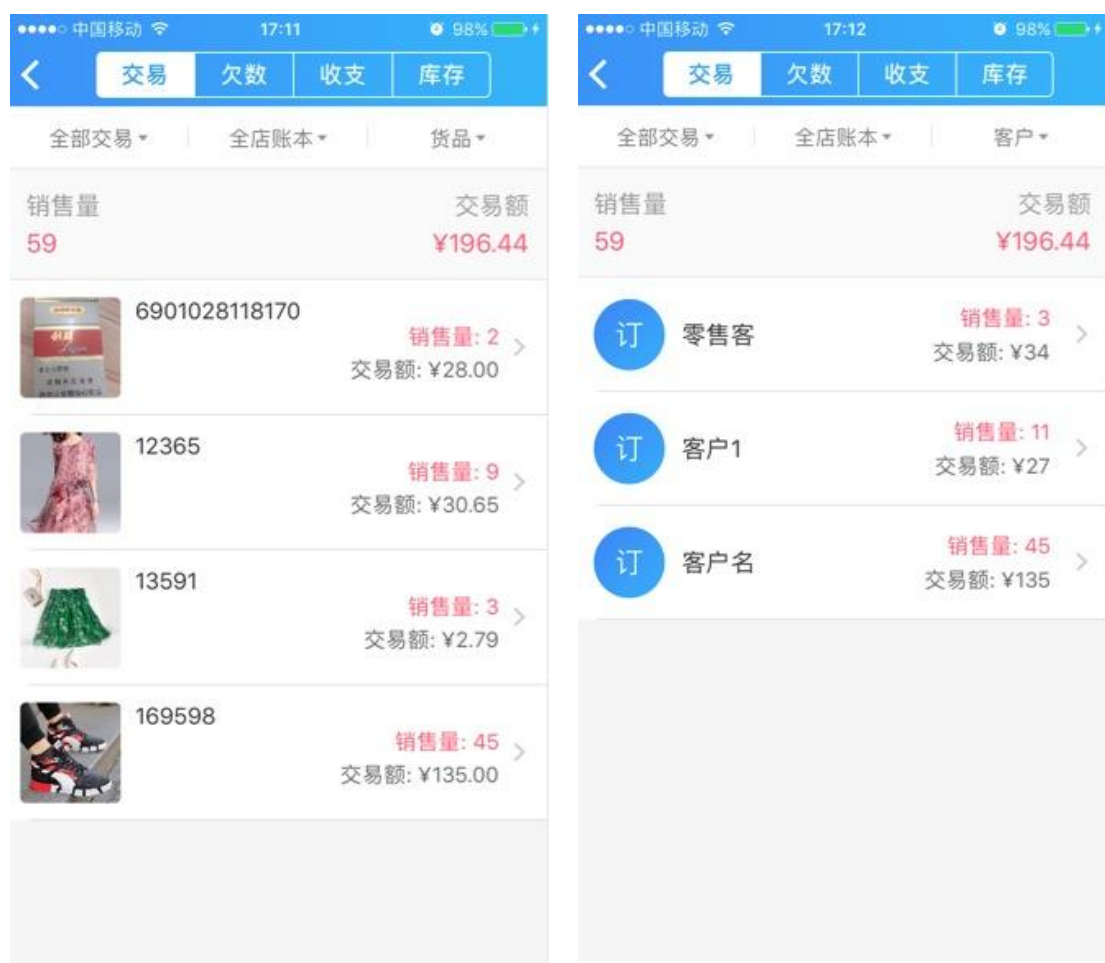 中国移动 17:11 98%
交易 欠数 收支 库存
全部交易 全店账本 货品
销售量 交易额
59 ¥196.44
6901028118170
销售量: 2
交易额: ¥28.00
12365
销售量: 9
交易额: ¥30.65
13591
销售量: 3
交易额: ¥2.79
169598
销售量: 45
交易额: ¥135.00
中国移动 17:12 98%
交易 欠数 收支 库存
全部交易 全店账本 客户
销售量 交易额
59 ¥196.44
订 零售客
销售量: 3
交易额: ¥34
订 客户1
销售量: 11
交易额: ¥27
订 客户名
销售量: 45
交易额: ¥135